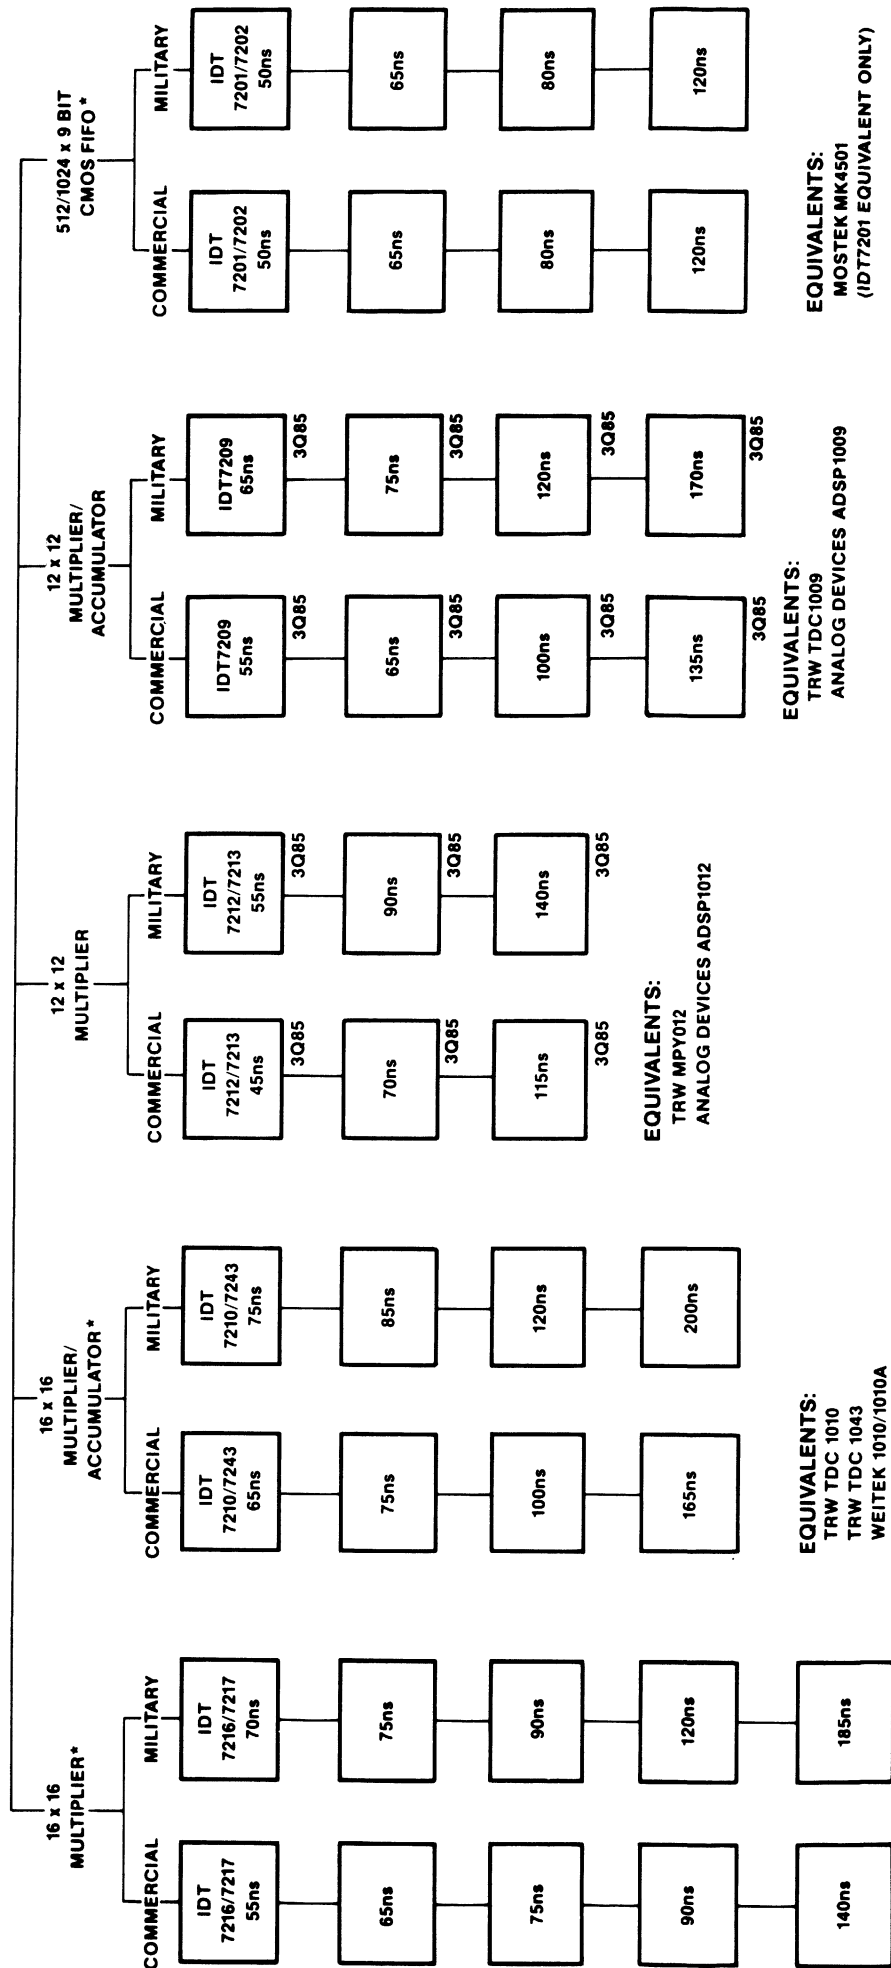 16 x 16
MULTIPLIER*
COMMERCIAL
IDT
7216/7217
55ns
65ns
75ns
90ns
140ns
MILITARY
IDT
7216/7217
70ns
75ns
90ns
120ns
185ns
16 x 16
MULTIPLIER/
ACCUMULATOR*
COMMERCIAL
IDT
7210/7243
65ns
75ns
100ns
165ns
MILITARY
IDT
7210/7243
75ns
85ns
120ns
200ns
EQUIVALENTS:
TRW TDC 1010
TRW TDC 1043
WEITEK 1010/1010A
12 x 12
MULTIPLIER
COMMERCIAL
IDT
7212/7213
45ns
3Q85
70ns
3Q85
115ns
3Q85
MILITARY
IDT
7212/7213
55ns
3Q85
90ns
3Q85
140ns
3Q85
EQUIVALENTS:
TRW MPY012
ANALOG DEVICES ADSP1012
12 x 12
MULTIPLIER/
ACCUMULATOR
COMMERCIAL
IDT7209
55ns
3Q85
65ns
3Q85
100ns
3Q85
135ns
3Q85
MILITARY
IDT7209
65ns
3Q85
75ns
3Q85
120ns
3Q85
170ns
3Q85
EQUIVALENTS:
TRW TDC1009
ANALOG DEVICES ADSP1009
512/1024 x 9 BIT
CMOS FIFO*
COMMERCIAL
IDT
7201/7202
50ns
65ns
80ns
120ns
MILITARY
IDT
7201/7202
50ns
65ns
80ns
120ns
EQUIVALENTS:
MOSTEK MK4501
(IDT7201 EQUIVALENT ONLY)